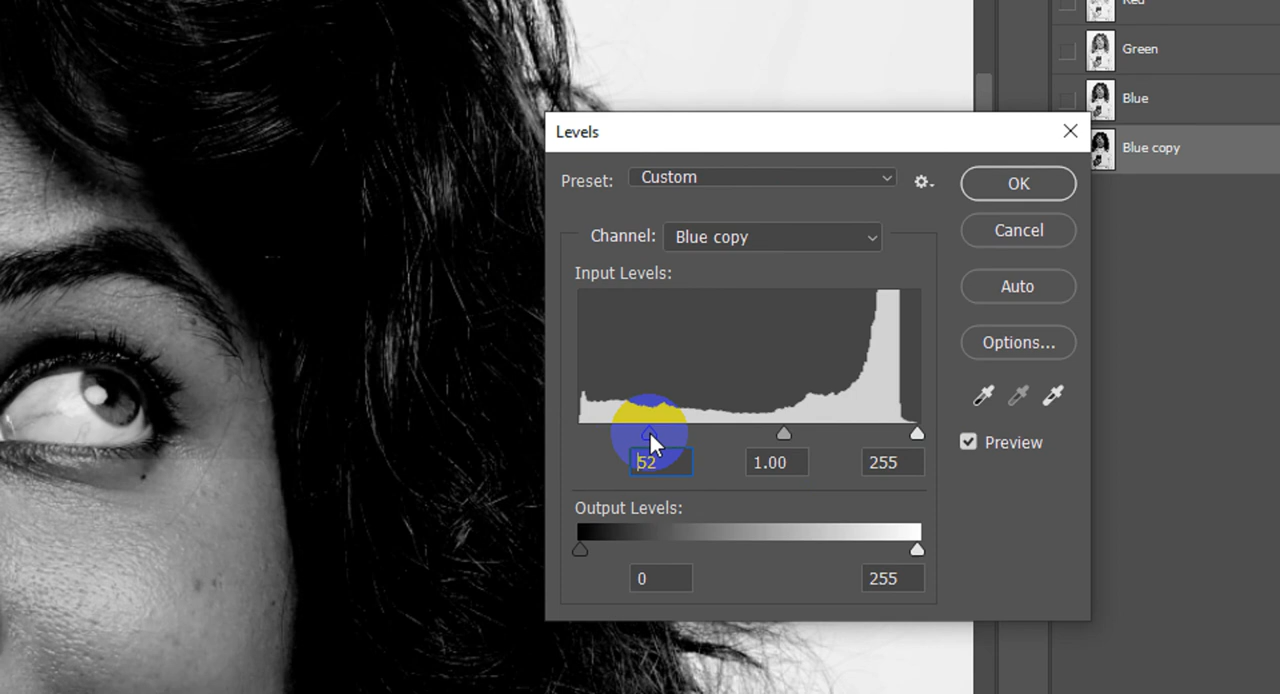 Red
Green
Blue
Blue copy
Levels
Preset: Custom
OK
Channel: Blue copy
Cancel
Input Levels:
Auto
Options...
Preview
52 1.00 255
Output Levels:
0 255